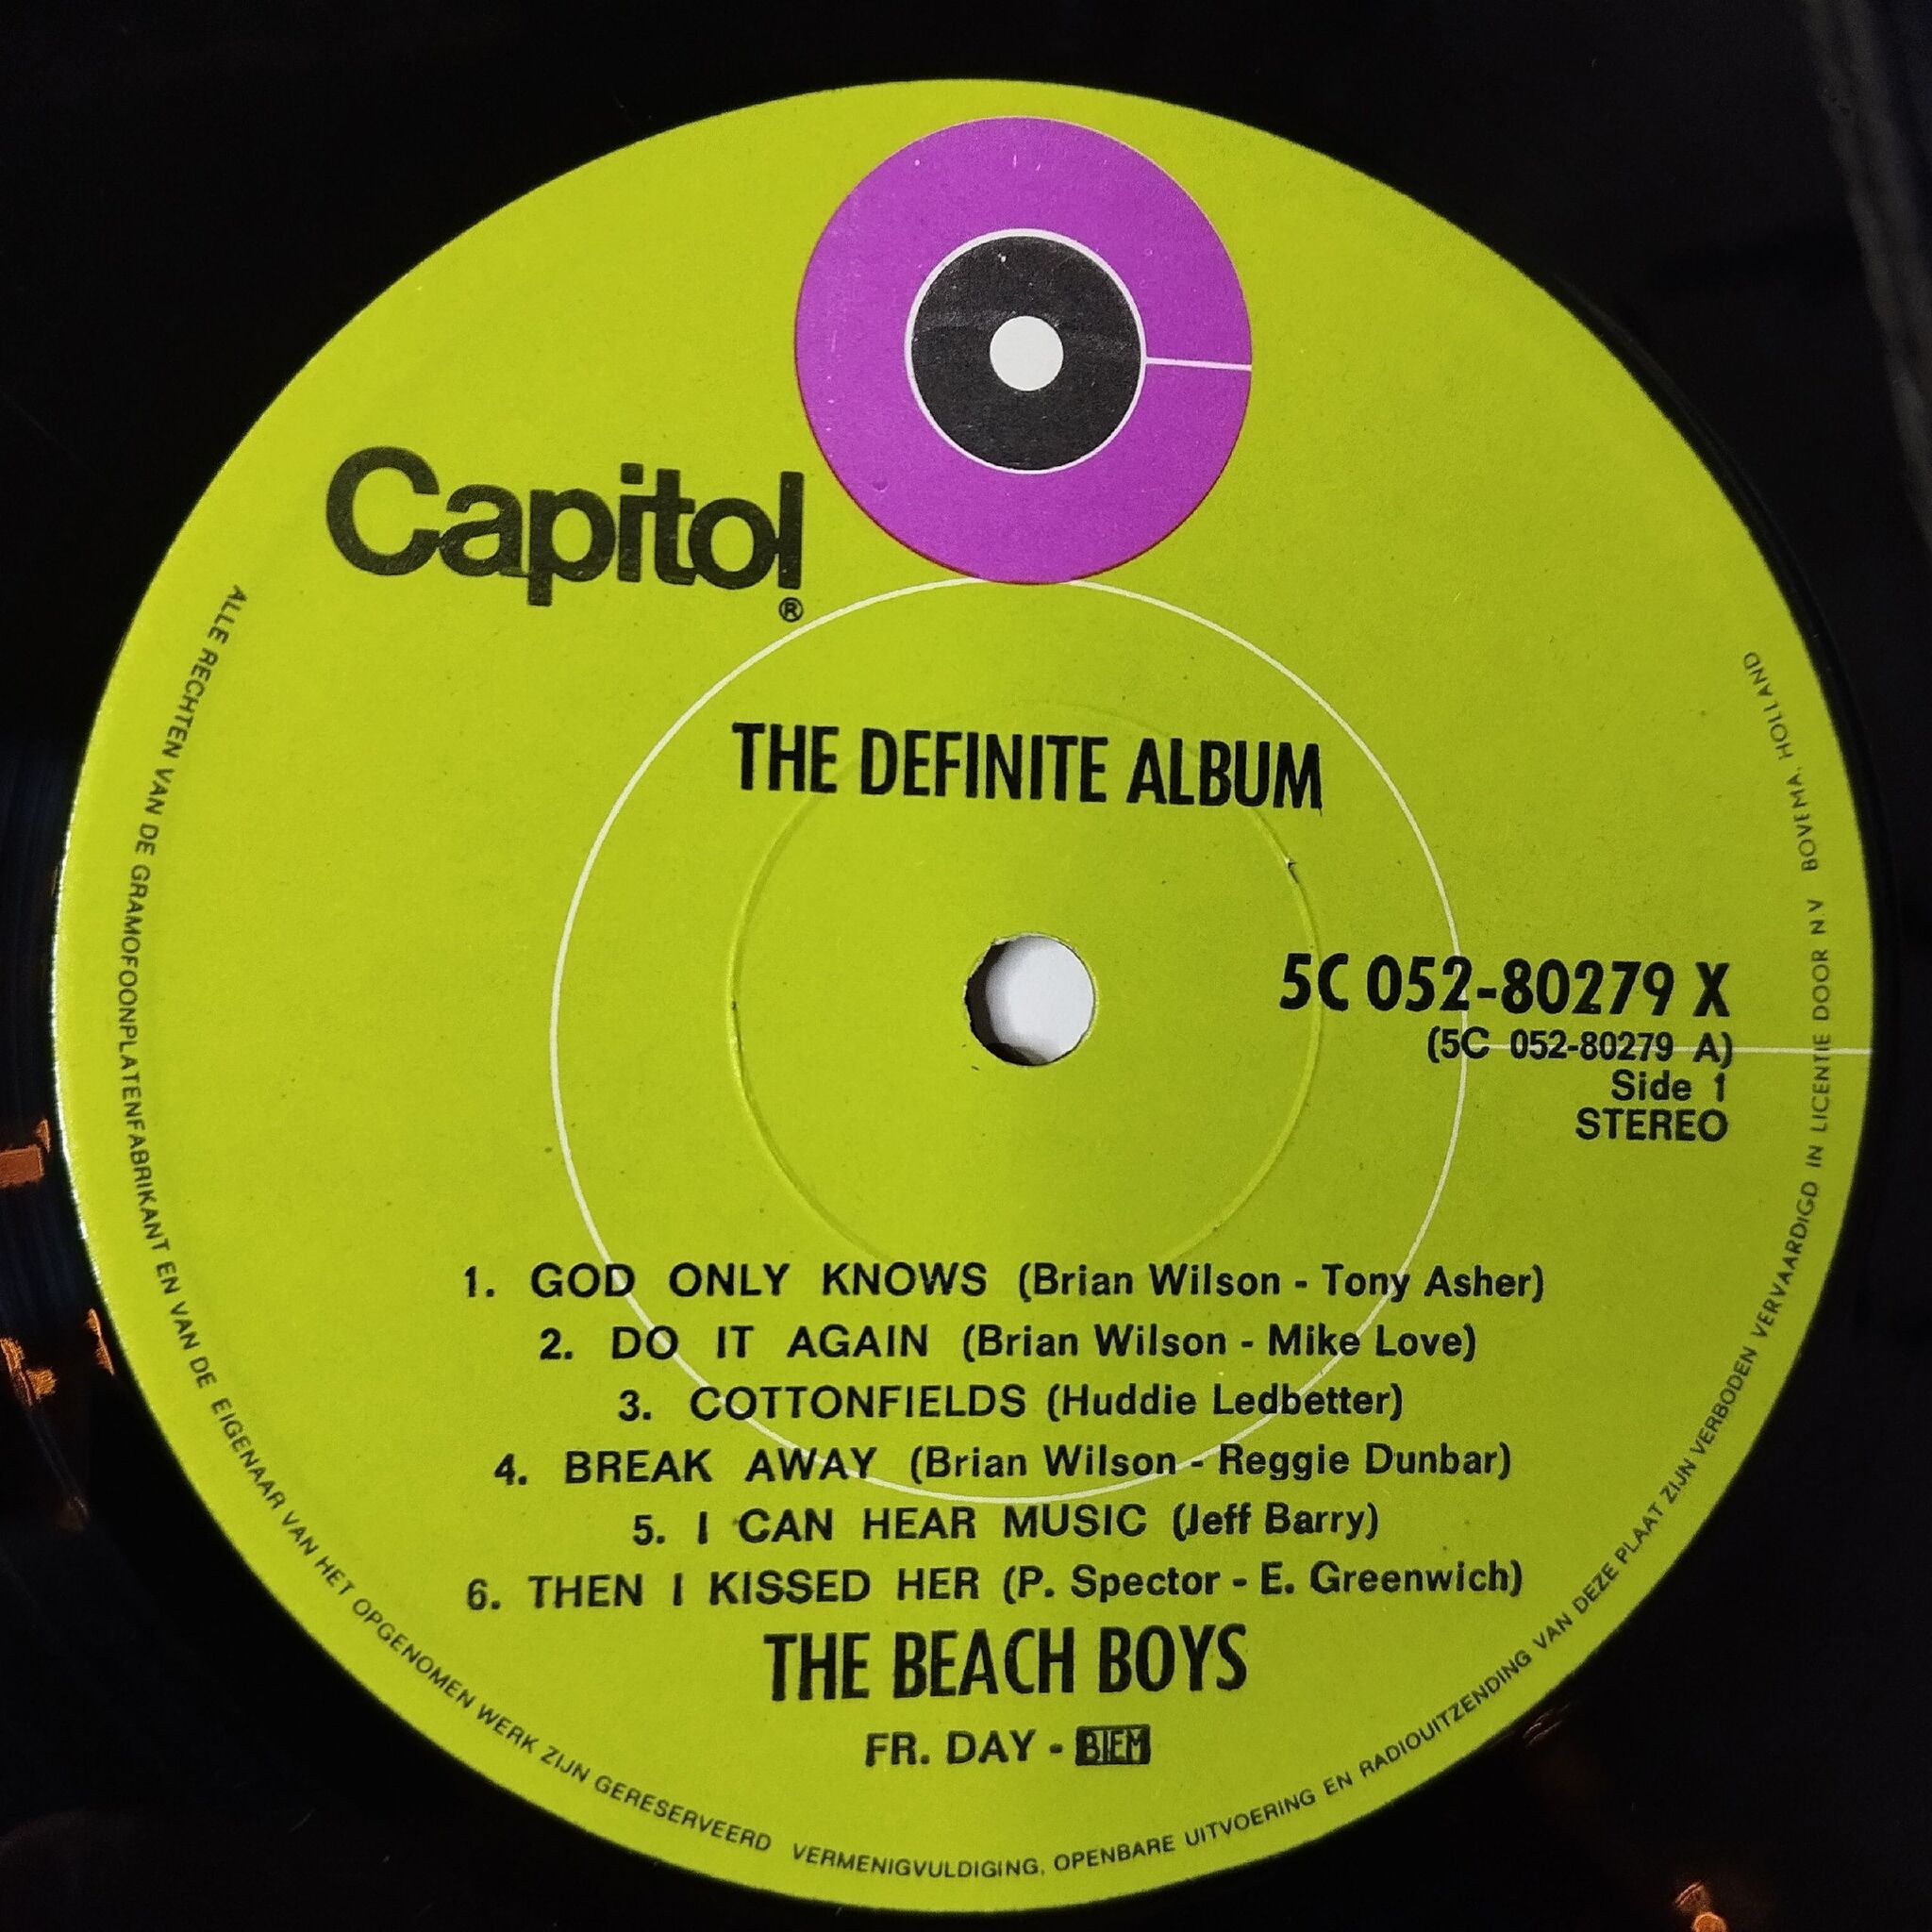 Capitol
®
THE DEFINITE ALBUM
5C 052-80279 X
(5C 052-80279 A)
Side 1
STEREO
1. GOD ONLY KNOWS (Brian Wilson - Tony Asher)
2. DO IT AGAIN (Brian Wilson - Mike Love)
3. COTTONFIELDS (Huddie Ledbetter)
4. BREAK AWAY (Brian Wilson - Reggie Dunbar)
5. I CAN HEAR MUSIC (Jeff Barry)
6. THEN I KISSED HER (P. Spector - E. Greenwich)
THE BEACH BOYS
FR. DAY - BIEM
ALLE RECHTEN VAN DE GRAMOFOONPLATENFABRIKANT EN VAN DE EIGENAAR VAN HET OPGENOMEN WERK ZIJN GERESERVEERD VERMENIGVULDIGING, OPENBARE UITVOERING EN RADIOUITZENDING VAN DEZE PLAAT ZIJN VERBODEN VERVAARDIGD IN LICENTIE DOOR N.V BOVEMA, HOLLAND